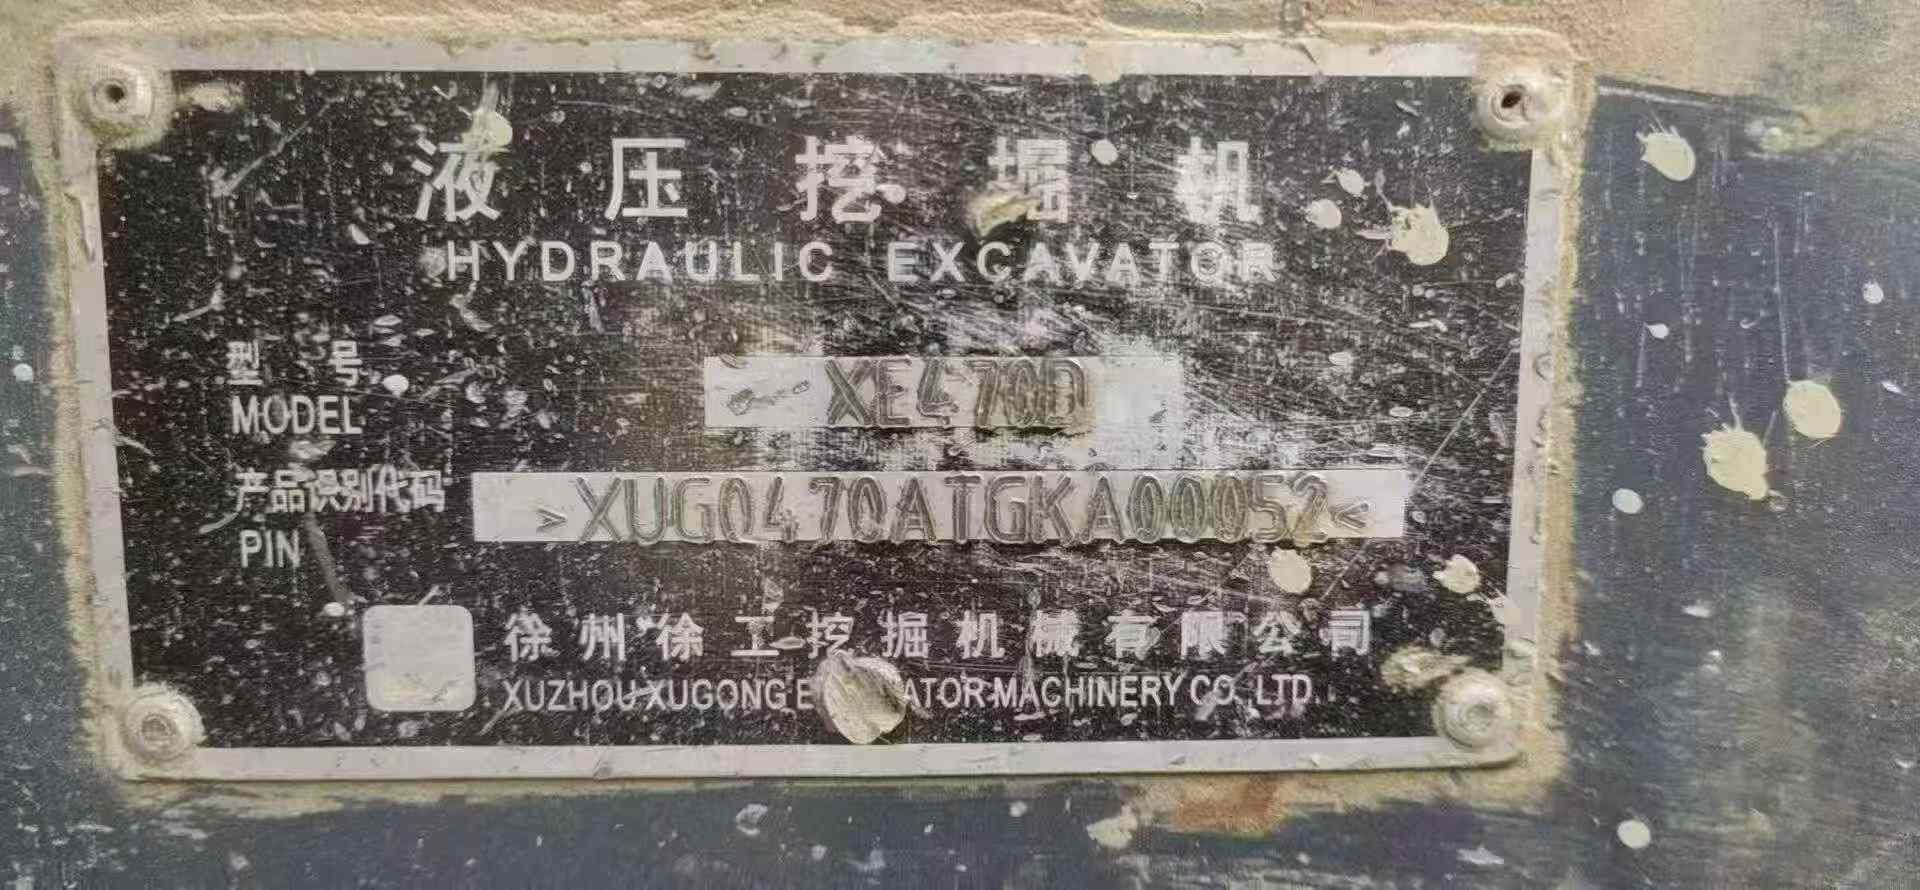 液压挖掘机
HYDRAULIC EXCAVATOR
型号 XE470D
MODEL
产品识别代码 >XUG0470ATGKA00052<
PIN
徐州徐工挖掘机械有限公司
XUZHOU XUGONG MACHINERY CO.,LTD